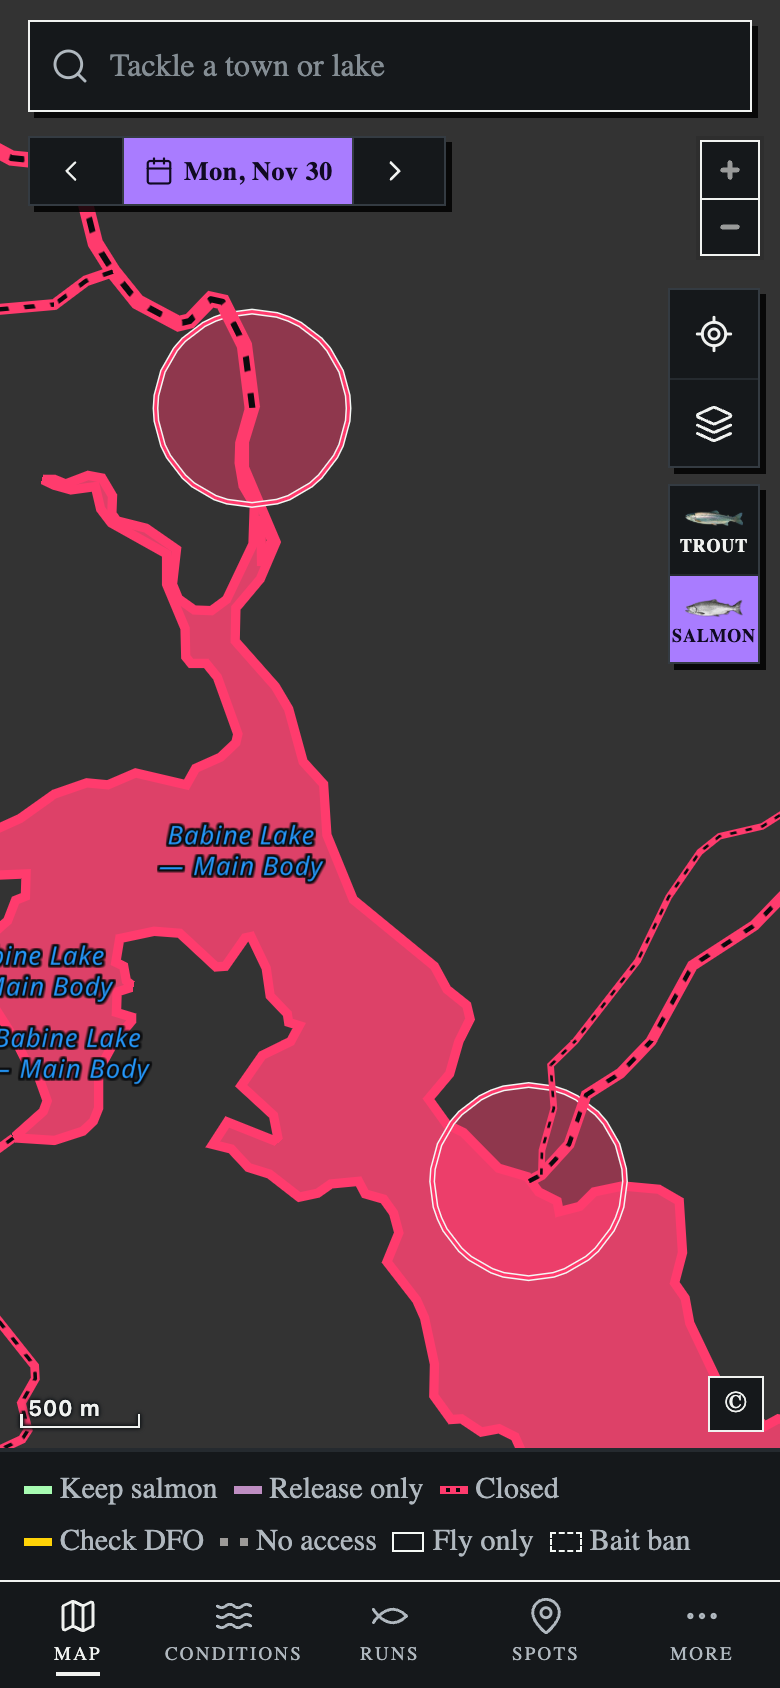 Tackle a town or lake
Mon, Nov 30
TROUT
SALMON
Babine Lake
— Main Body
bine Lake
Main Body
Babine Lake
– Main Body
500 m
©
Keep salmon
Release only
Closed
Check DFO
No access
Fly only
Bait ban
MAP
CONDITIONS
RUNS
SPOTS
MORE